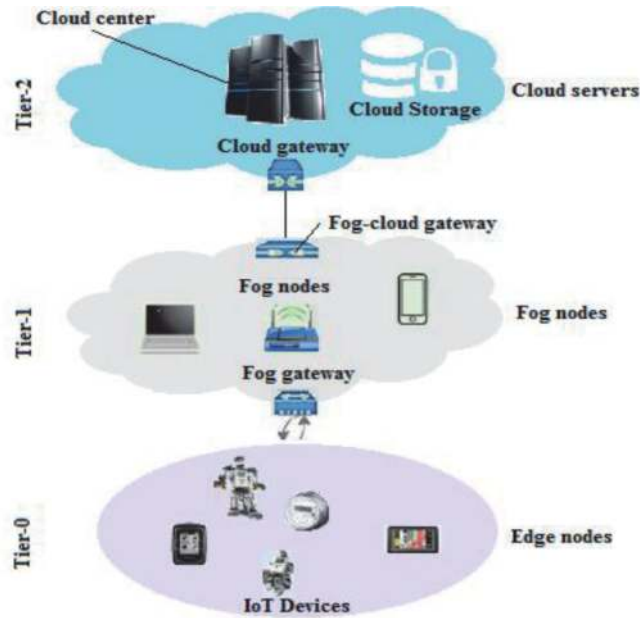 Cloud center
Tier-2
Cloud Storage
Cloud servers
Cloud gateway
Fog-cloud gateway
Fog nodes
Tier-1
Fog nodes
Fog gateway
Tier-0
Edge nodes
IoT Devices